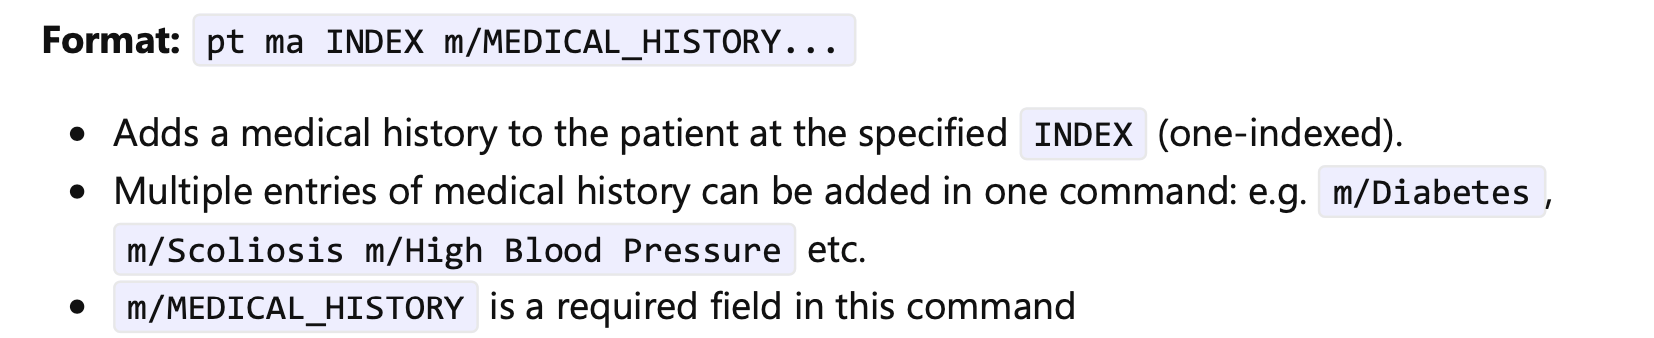 Format: pt ma INDEX m/MEDICAL_HISTORY...
• Adds a medical history to the patient at the specified INDEX (one-indexed).
• Multiple entries of medical history can be added in one command: e.g. m/Diabetes,
m/Scoliosis m/High Blood Pressure etc.
• m/MEDICAL_HISTORY is a required field in this command